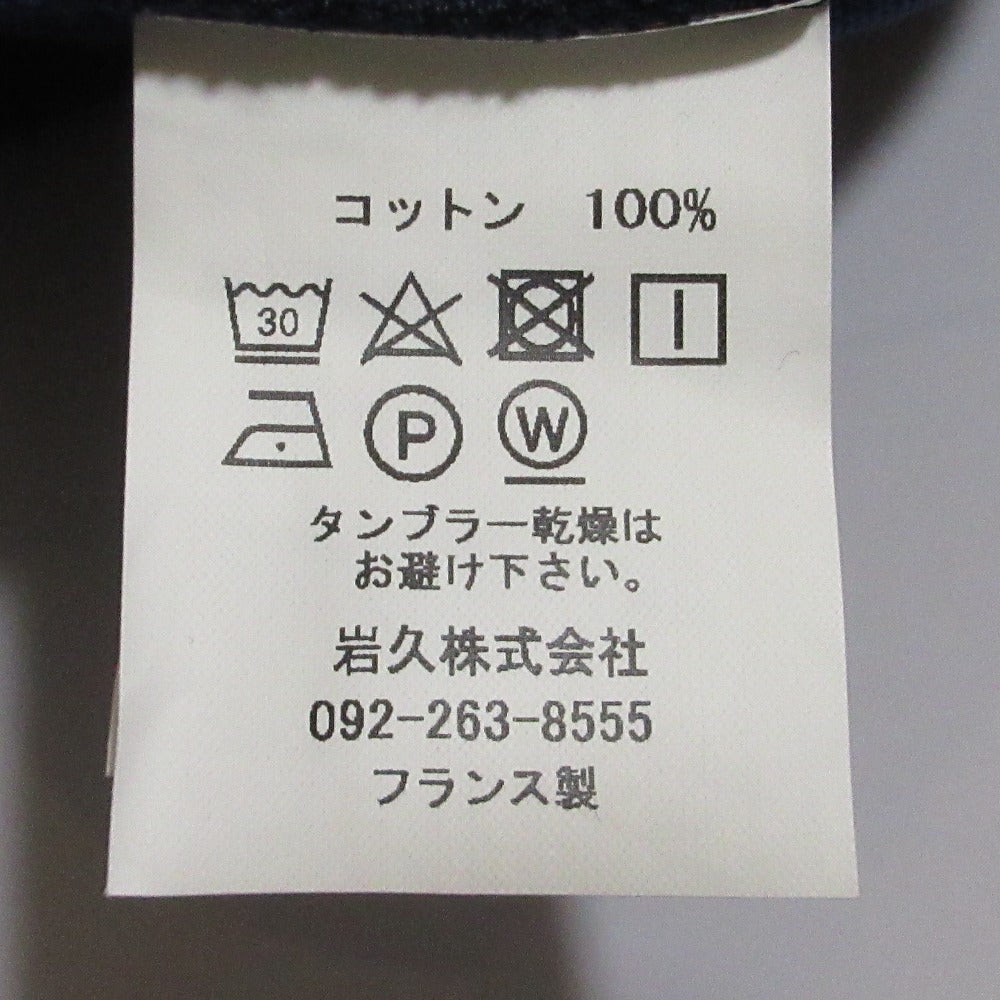 コットン　100%
30
P W
タンブラー乾燥は
お避け下さい。
岩久株式会社
092-263-8555
フランス製